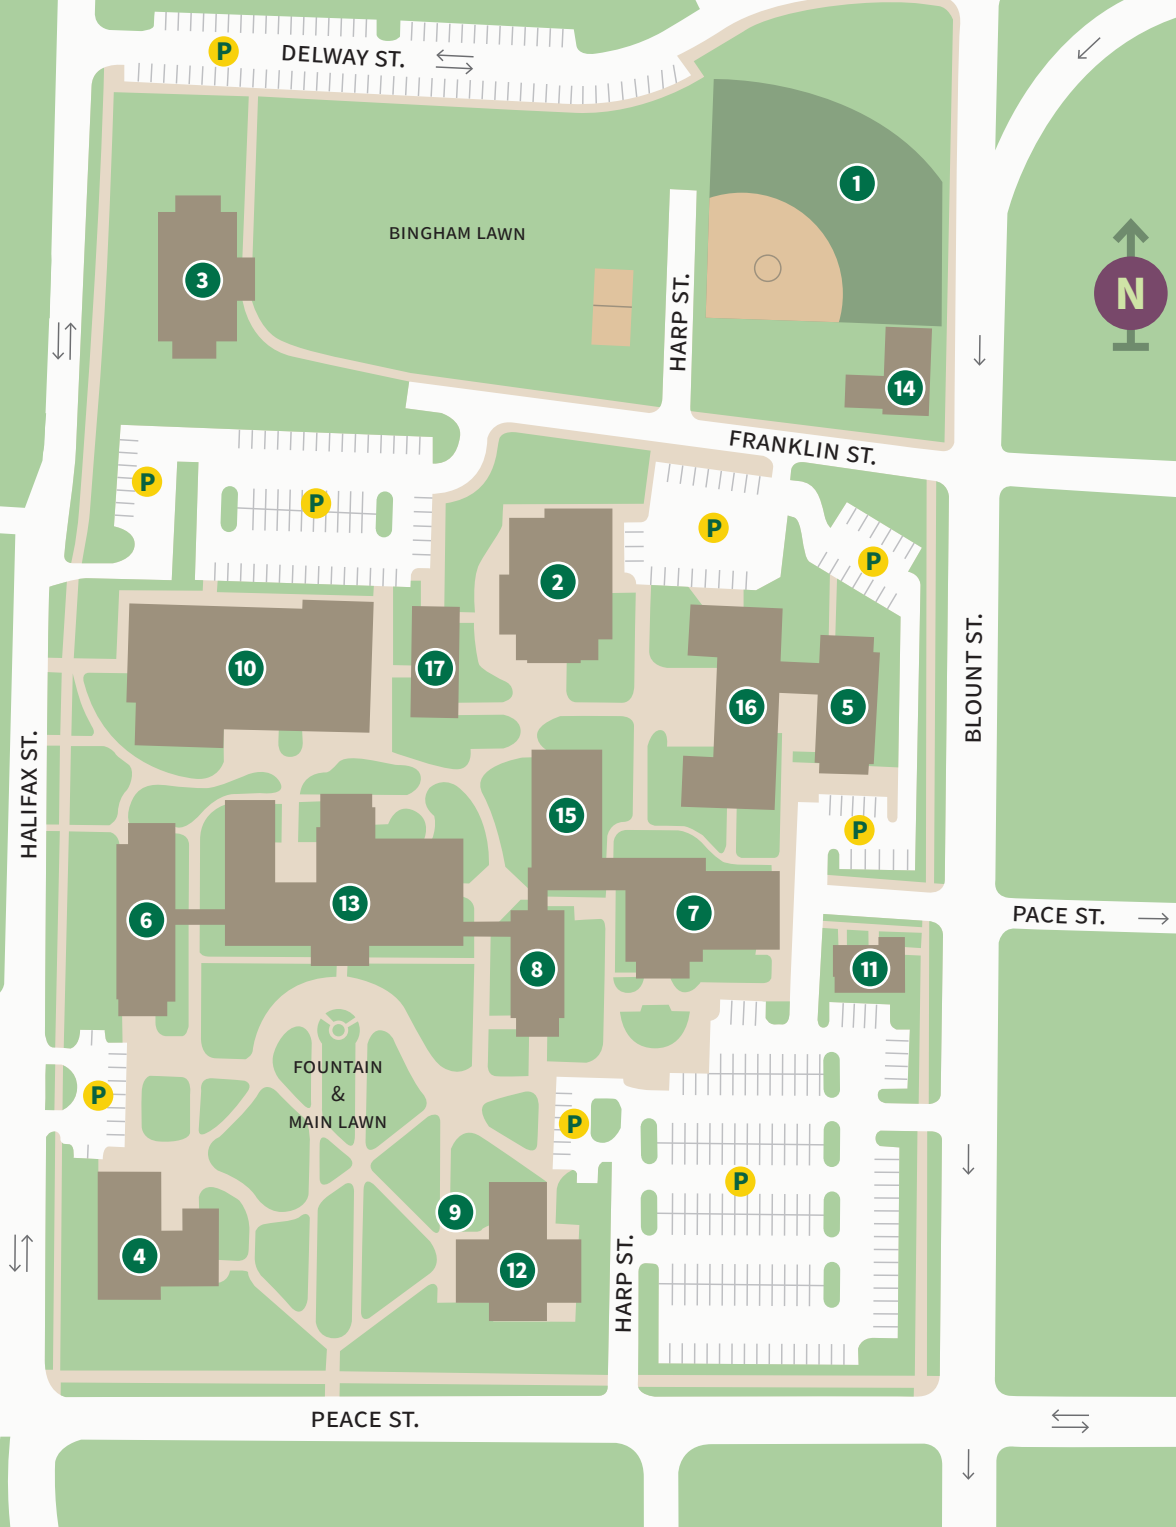 P
DELWAY ST.
1
BINGHAM LAWN
3
N
HARP ST.
14
FRANKLIN ST.
P
P
P
P
2
10
17
16
5
BLOUNT ST.
HALIFAX ST.
15
P
13
7
6
PACE ST.
8
11
FOUNTAIN
&
MAIN LAWN
P
P
P
9
4
12
HARP ST.
PEACE ST.